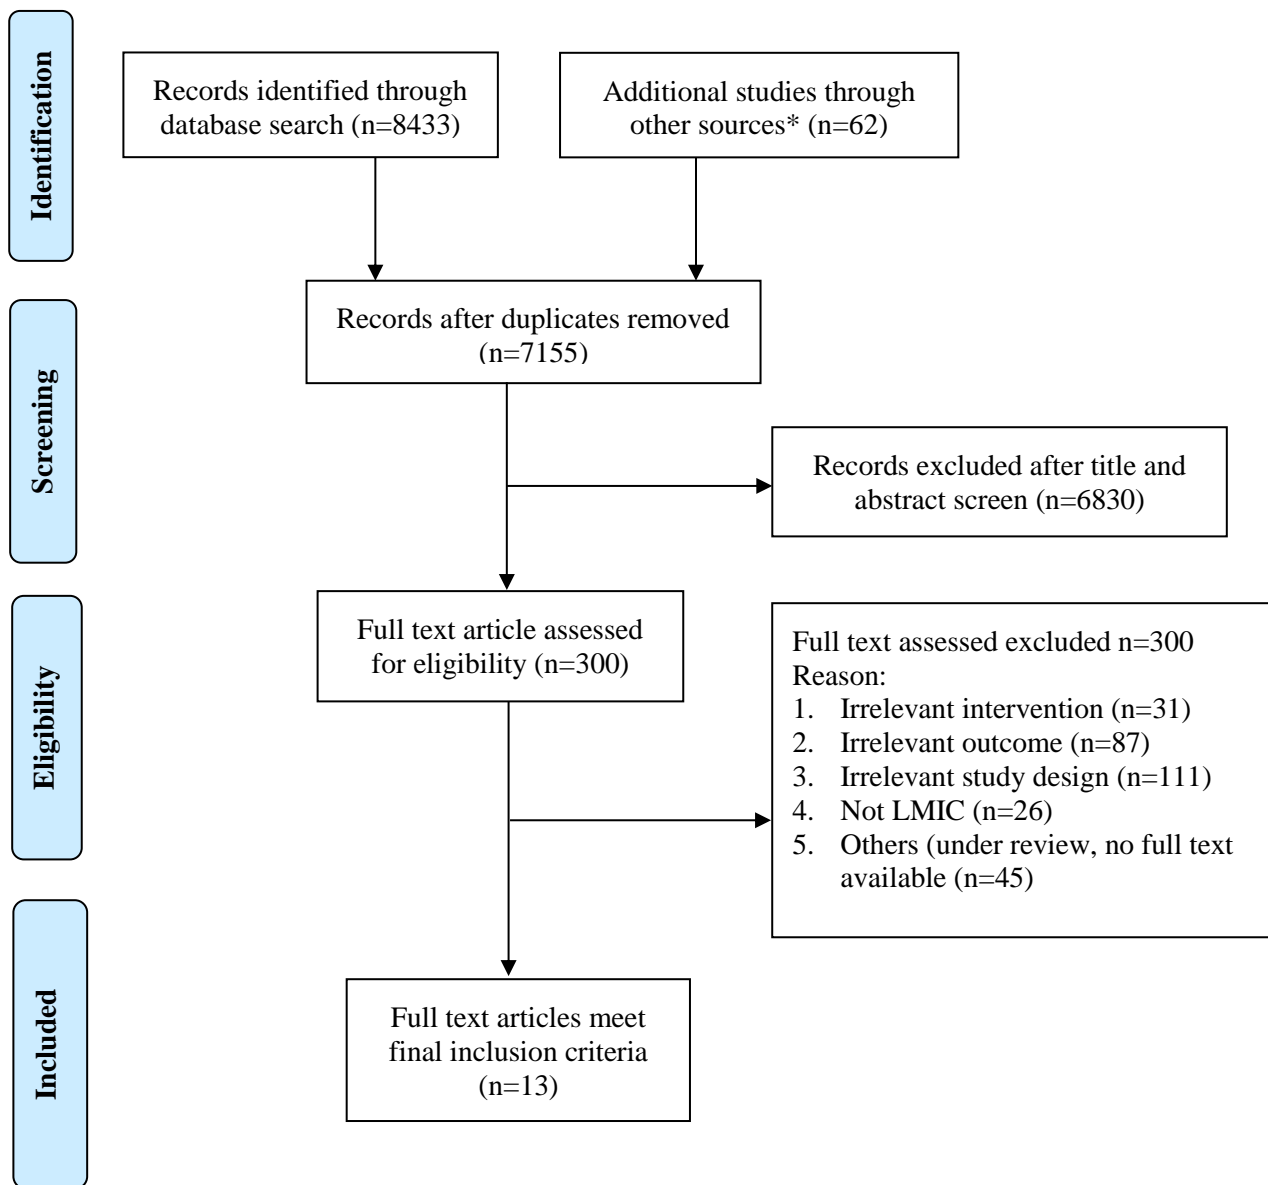 Identification
Records identified through
database search (n=8433)
Additional studies through
other sources* (n=62)
Screening
Records after duplicates removed
(n=7155)
Records excluded after title and
abstract screen (n=6830)
Eligibility
Full text article assessed
for eligibility (n=300)
Full text assessed excluded n=300
Reason:
1. Irrelevant intervention (n=31)
2. Irrelevant outcome (n=87)
3. Irrelevant study design (n=111)
4. Not LMIC (n=26)
5. Others (under review, no full text
available (n=45)
Included
Full text articles meet
final inclusion criteria
(n=13)